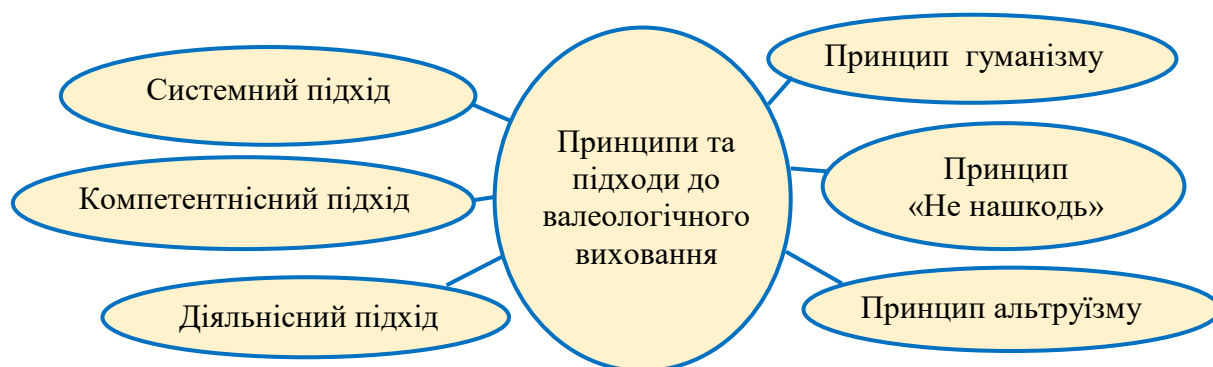 Системний підхід
Компетентнісний підхід
Діяльнісний підхід
Принципи та
підходи до
валеологічного
виховання
Принцип гуманізму
Принцип
«Не нашкодь»
Принцип альтруїзму